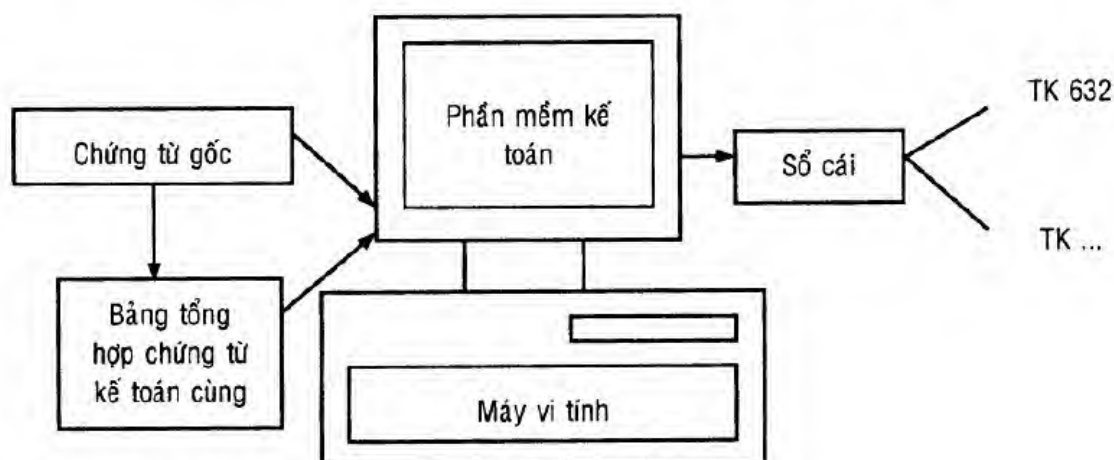 Chứng từ gốc
Bảng tổng
hợp chứng từ
kế toán cùng
Phần mềm kế
toán
Máy vi tính
Sổ cái
TK 632
TK ...